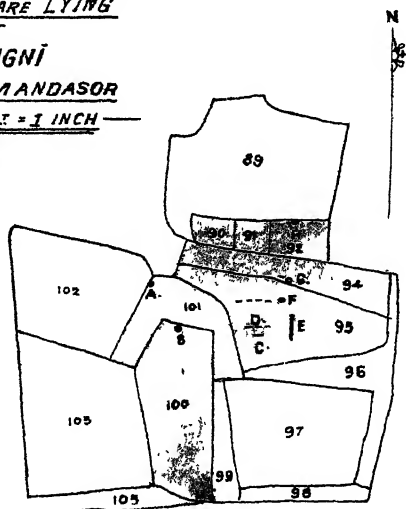 ARE LYING
GNI
MANDASOR
= 1 INCH
N
89
90 91 92
94
G
102
A
101
F
D
E
95
B
C
96
100
103
97
99
105
98